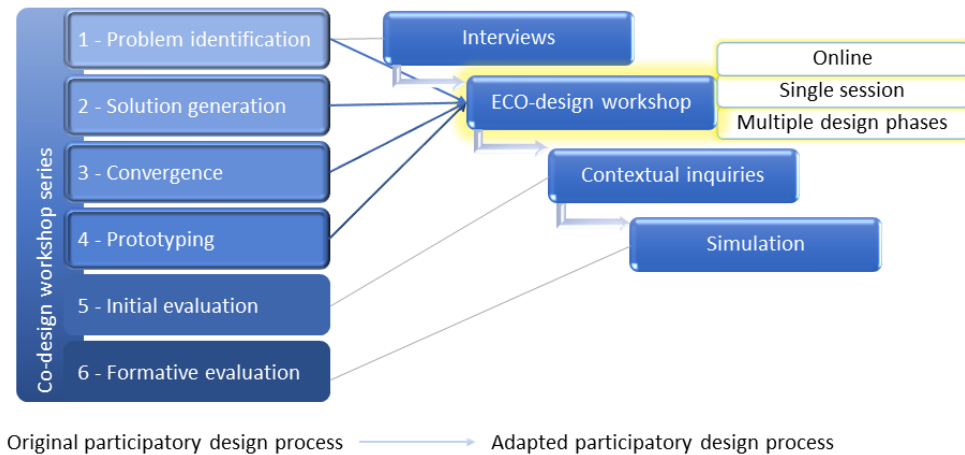 Co-design workshop series
1 - Problem identification
2 - Solution generation
3 - Convergence
4 - Prototyping
5 - Initial evaluation
6 - Formative evaluation
Interviews
ECO-design workshop
Online
Single session
Multiple design phases
Contextual inquiries
Simulation
Original participatory design process
Adapted participatory design process